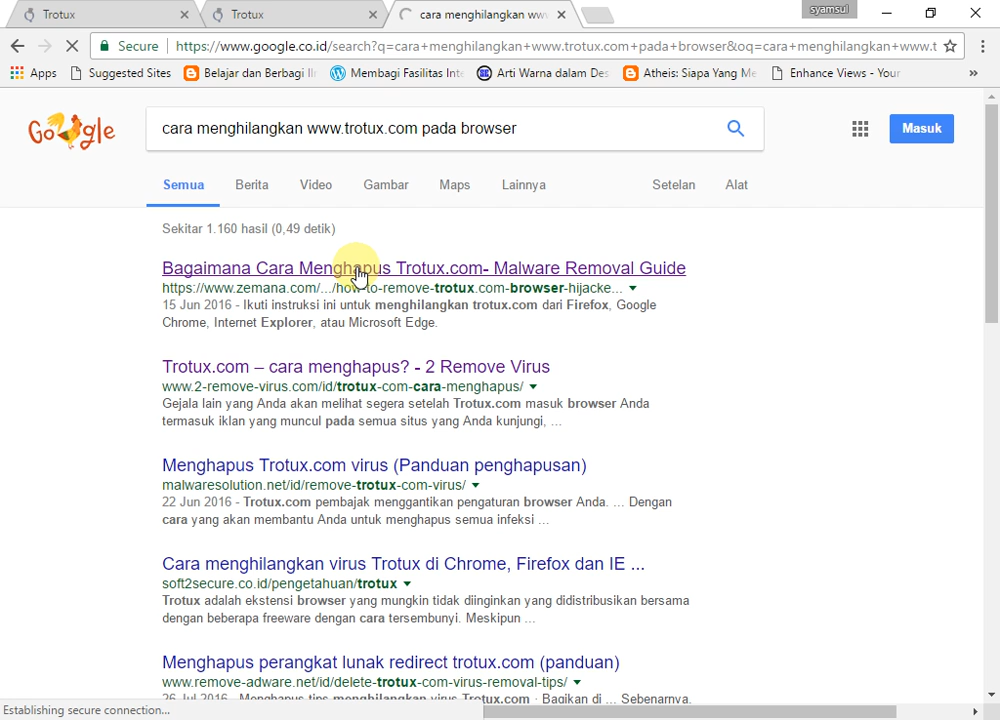 Trotux
Trotux
cara menghilangkan www
syamsul
Secure https://www.google.co.id/search?q=cara+menghilangkan+www.trotux.com+pada+browser&oq=cara+menghilangkan+www.t
Apps Suggested Sites Belajar dan Berbagi Il Membagi Fasilitas Inte Arti Warna dalam Des Atheis: Siapa Yang Me Enhance Views - Your »
Google
cara menghilangkan www.trotux.com pada browser
Masuk
Semua Berita Video Gambar Maps Lainnya Setelan Alat
Sekitar 1.160 hasil (0,49 detik)
Bagaimana Cara Menghapus Trotux.com- Malware Removal Guide
https://www.zemana.com/.../how-to-remove-trotux.com-browser-hijacke...
15 Jun 2016 - Ikuti instruksi ini untuk menghilangkan trotux.com dari Firefox, Google
Chrome, Internet Explorer, atau Microsoft Edge.
Trotux.com – cara menghapus? - 2 Remove Virus
www.2-remove-virus.com/id/trotux-com-cara-menghapus/
Gejala lain yang Anda akan melihat segera setelah Trotux.com masuk browser Anda
termasuk iklan yang muncul pada semua situs yang Anda kunjungi, ...
Menghapus Trotux.com virus (Panduan penghapusan)
malwaresolution.net/id/remove-trotux-com-virus/
22 Jun 2016 - Trotux.com pembajak menggantikan pengaturan browser Anda. ... Dengan
cara yang akan membantu Anda untuk menghapus semua infeksi ...
Cara menghilangkan virus Trotux di Chrome, Firefox dan IE ...
soft2secure.co.id/pengetahuan/trotux
Trotux adalah ekstensi browser yang mungkin tidak diinginkan yang didistribusikan bersama
dengan beberapa freeware dengan cara tersembunyi. Meskipun ...
Menghapus perangkat lunak redirect trotux.com (panduan)
www.remove-adware.net/id/delete-trotux-com-virus-removal-tips/
26 Jul 2016 - Menghapus tips menghilangkan virus Trotux.com · Bagikan di ... Sebenarnya,
Establishing secure connection...